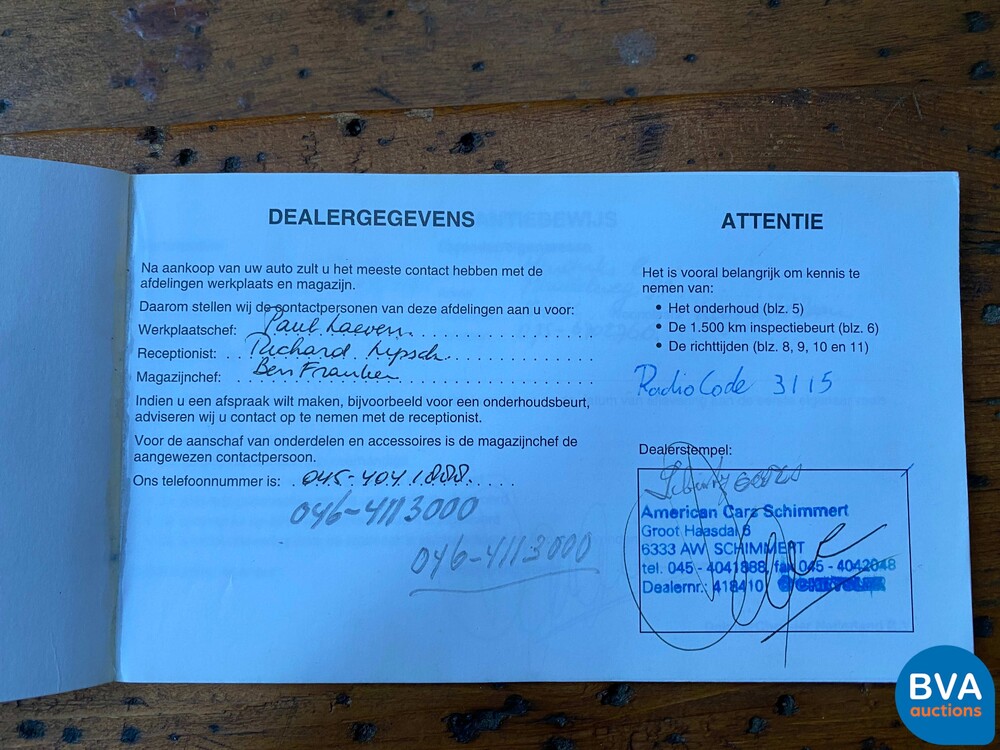 DEALERGEGEVENS
Na aankoop van uw auto zult u het meeste contact hebben met de
afdelingen werkplaats en magazijn.
Daarom stellen wij de contactpersonen van deze afdelingen aan u voor:
Werkplaatschef: Paul Laeven
Receptionist: Richard Lipsch
Magazijnchef: Ben Franken
Indien u een afspraak wilt maken, bijvoorbeeld voor een onderhoudsbeurt,
adviseren wij u contact op te nemen met de receptionist.
Voor de aanschaf van onderdelen en accessoires is de magazijnchef de
aangewezen contactpersoon.
Ons telefoonnummer is: 045-4041888
046-4113000
046-4113000
ATTENTIE
Het is vooral belangrijk om kennis te
nemen van:
• Het onderhoud (blz. 5)
• De 1.500 km inspectiebeurt (blz. 6)
• De richttijden (blz. 8, 9, 10 en 11)
RadioCode 3115
Dealerstempel:
American Cars Schimmert
Groot Haasdal 6
6333 AW SCHIMMERT
tel. 045 - 4041888, fax 045 - 4042848
Dealernr.: 418410 CHRYSLER
BVA
auctions